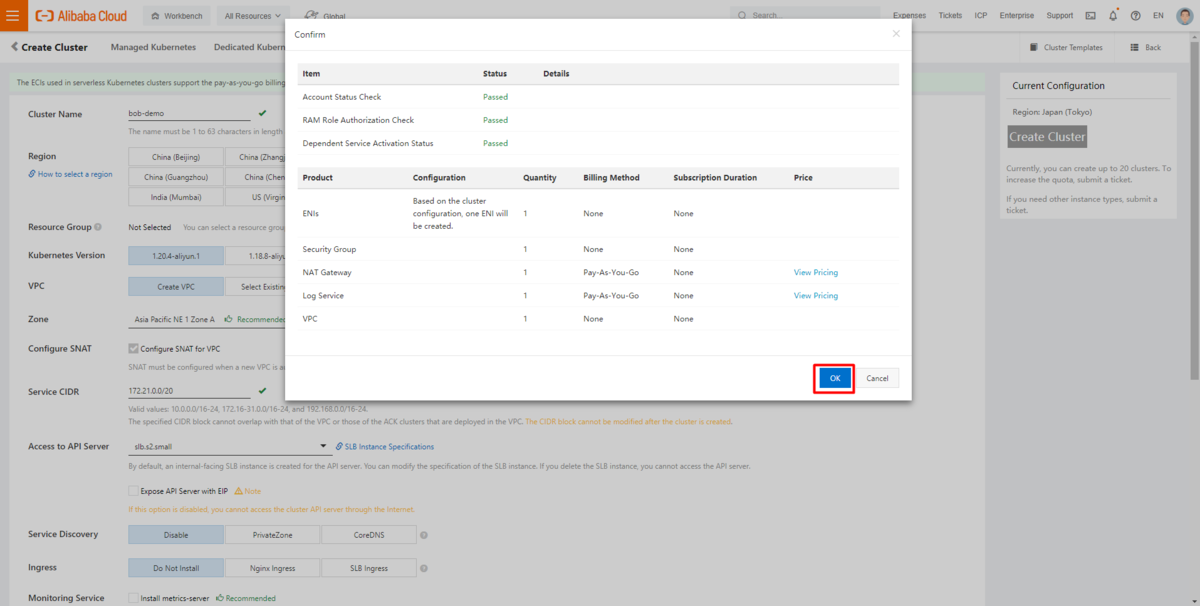 Alibaba Cloud
Workbench
All Resources
Global
Search...
Expenses
Tickets
ICP
Enterprise
Support
EN
Create Cluster
Managed Kubernetes
Dedicated Kubern
Cluster Templates
Back
The ECIs used in serverless Kubernetes clusters support the pay-as-you-go billing
Cluster Name
bob-demo
The name must be 1 to 63 characters in length
Region
How to select a region
China (Beijing)
China (Zhang
China (Guangzhou)
China (Chen
India (Mumbai)
US (Virgin
Resource Group
Not Selected
You can select a resource grou
Kubernetes Version
1.20.4-aliyun.1
1.18.8-aliyu
VPC
Create VPC
Select Existin
Zone
Asia Pacific NE 1 Zone A
Recommended
Configure SNAT
Configure SNAT for VPC
SNAT must be configured when a new VPC is a
Service CIDR
172.21.0.0/20
Valid values: 10.0.0.0/16-24, 172.16-31.0.0/16-24, and 192.168.0.0/16-24.
The specified CIDR block cannot overlap with that of the VPC or those of the ACK clusters that are deployed in the VPC. The CIDR block cannot be modified after the cluster is created.
Access to API Server
slb.s2.small
SLB Instance Specifications
By default, an internal-facing SLB instance is created for the API server. You can modify the specification of the SLB instance. If you delete the SLB instance, you cannot access the API server.
Expose API Server with EIP
Note
If this option is disabled, you cannot access the cluster API server through the Internet.
Service Discovery
Disable
PrivateZone
CoreDNS
Ingress
Do Not Install
Nginx Ingress
SLB Ingress
Monitoring Service
Install metrics-server
Recommended
Confirm
Item Status Details
Account Status Check Passed
RAM Role Authorization Check Passed
Dependent Service Activation Status Passed
Product Configuration Quantity Billing Method Subscription Duration Price
ENIs Based on the cluster configuration, one ENI will be created. 1 None None
Security Group 1 None None
NAT Gateway 1 Pay-As-You-Go None View Pricing
Log Service 1 Pay-As-You-Go None View Pricing
VPC 1 None None
OK
Cancel
Current Configuration
Region: Japan (Tokyo)
Create Cluster
Currently, you can create up to 20 clusters. To
increase the quota, submit a ticket.
If you need other instance types, submit a
ticket.